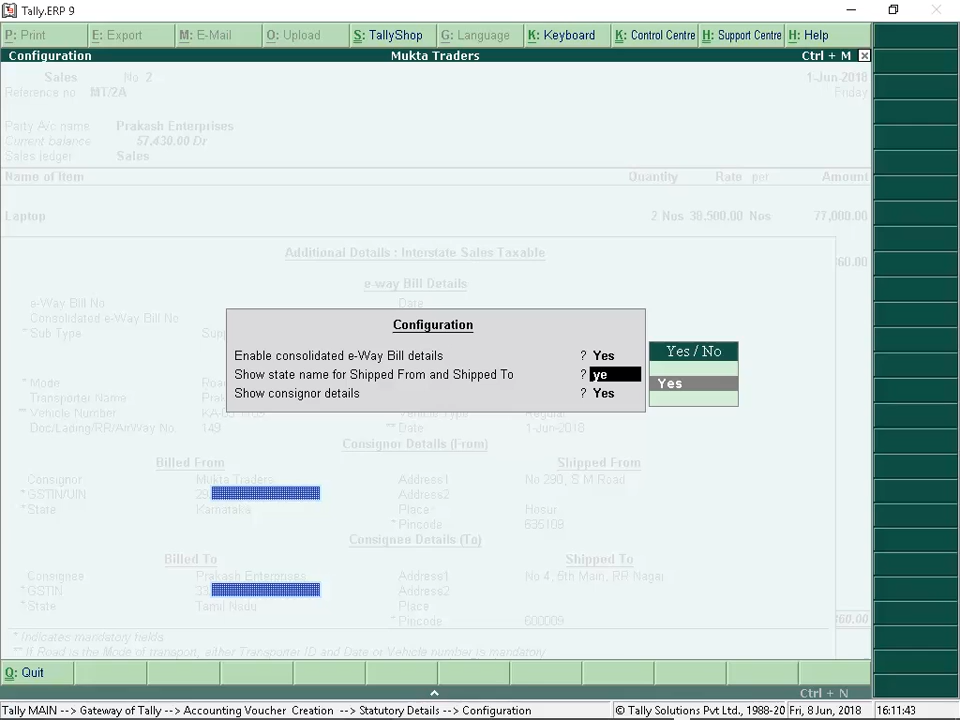 Tally.ERP 9
P: Print E: Export M: E-Mail O: Upload S: TallyShop G: Language K: Keyboard K: Control Centre H: Support Centre H: Help
Configuration Mukta Traders Ctrl + M
Sales No. 2 1-Jun-2018
Reference no. MT/2A Friday
Party A/c name Prakash Enterprises
Current balance 57,430.00 Dr
Sales ledger Sales
Name of Item Quantity Rate per Amount
Laptop 2 Nos 38,500.00 Nos 77,000.00
Additional Details : Interstate Sales Taxable
e-way Bill Details
e-Way Bill No Date
Consolidated e-Way Bill No
* Sub Type
Configuration
Enable consolidated e-Way Bill details ? Yes
Show state name for Shipped From and Shipped To ? ye
Show consignor details ? Yes
Yes / No
Yes
* Mode
Transporter Name
** Vehicle Number Vehicle Type Regular
Doc/Lading/RR/AirWay No. 149 ** Date: 1-Jun-2018
Consignor Details (From)
Billed From Shipped From
Consignor Mukta Traders Address1 No 290, S M Road
* GSTIN/UIN 29 Address2
* State Karnataka Place: Hosur
* Pincode 635109
Consignee Details (To)
Billed To Shipped To
Consignee Prakash Enterprises Address1 No 4, 5th Main, RR Nagar
* GSTIN 33 Address2
* State Tamil Nadu Place
* Pincode 600009
* Indicates mandatory fields
** If Road is the Mode of transport, either Transporter ID and Date or Vehicle number is mandatory
Q: Quit
Ctrl + N
Tally MAIN --> Gateway of Tally --> Accounting Voucher Creation --> Statutory Details --> Configuration © Tally Solutions Pvt Ltd., 1988-20 Fri, 8 Jun, 2018 16:11:43